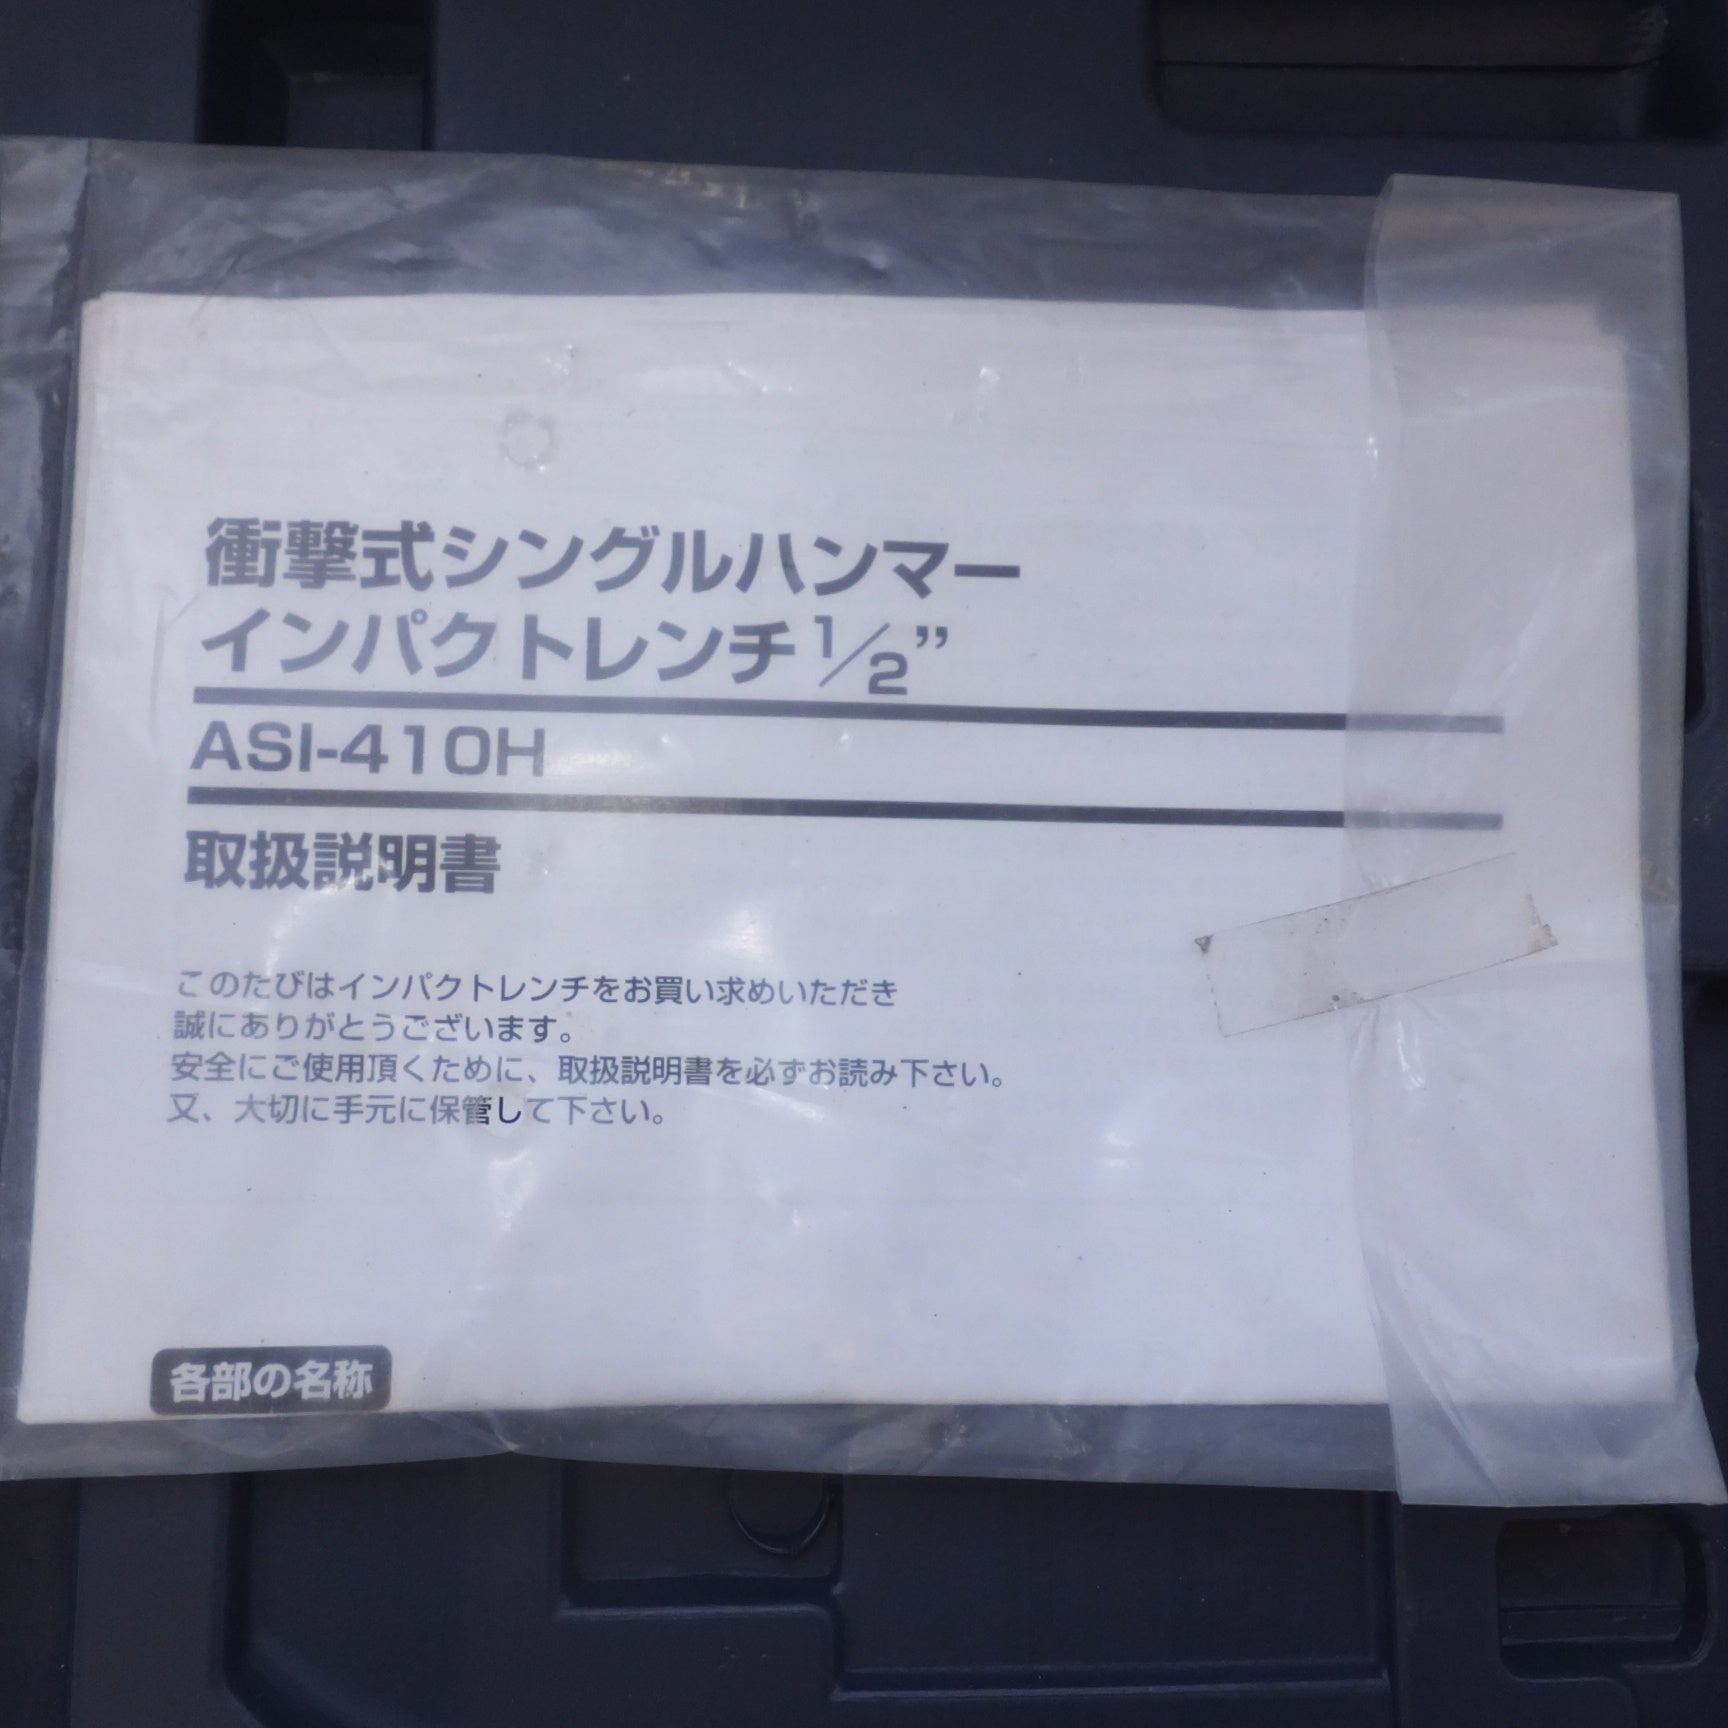 衝撃式シングルハンマー
インパクトレンチ1/2”
ASI-410H
取扱説明書
このたびはインパクトレンチをお買い求めいただき
誠にありがとうございます。
安全にご使用頂くために、取扱説明書を必ずお読み下さい。
又、大切に手元に保管して下さい。
各部の名称